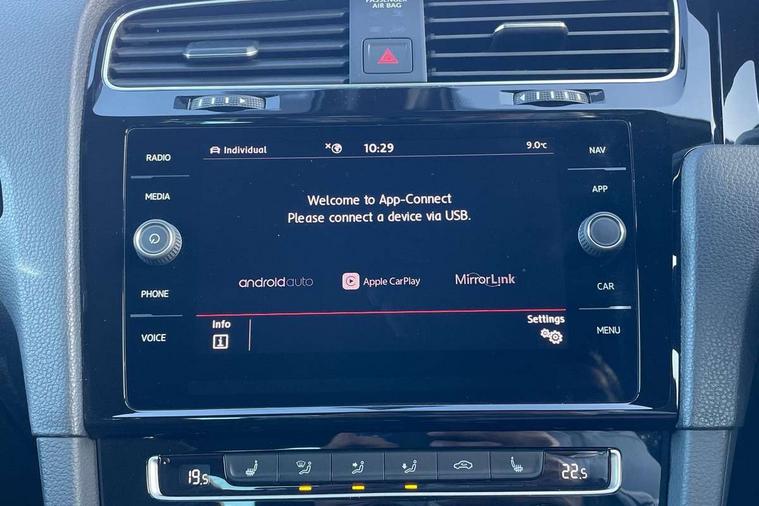 PASSENGER
AIR BAG
RADIO
MEDIA
PHONE
VOICE
Individual
10:29
9.0°C
Welcome to App-Connect
Please connect a device via USB.
androidauto
Apple CarPlay
MirrorLink
Info
Settings
NAV
APP
CAR
MENU
19.5
22.5